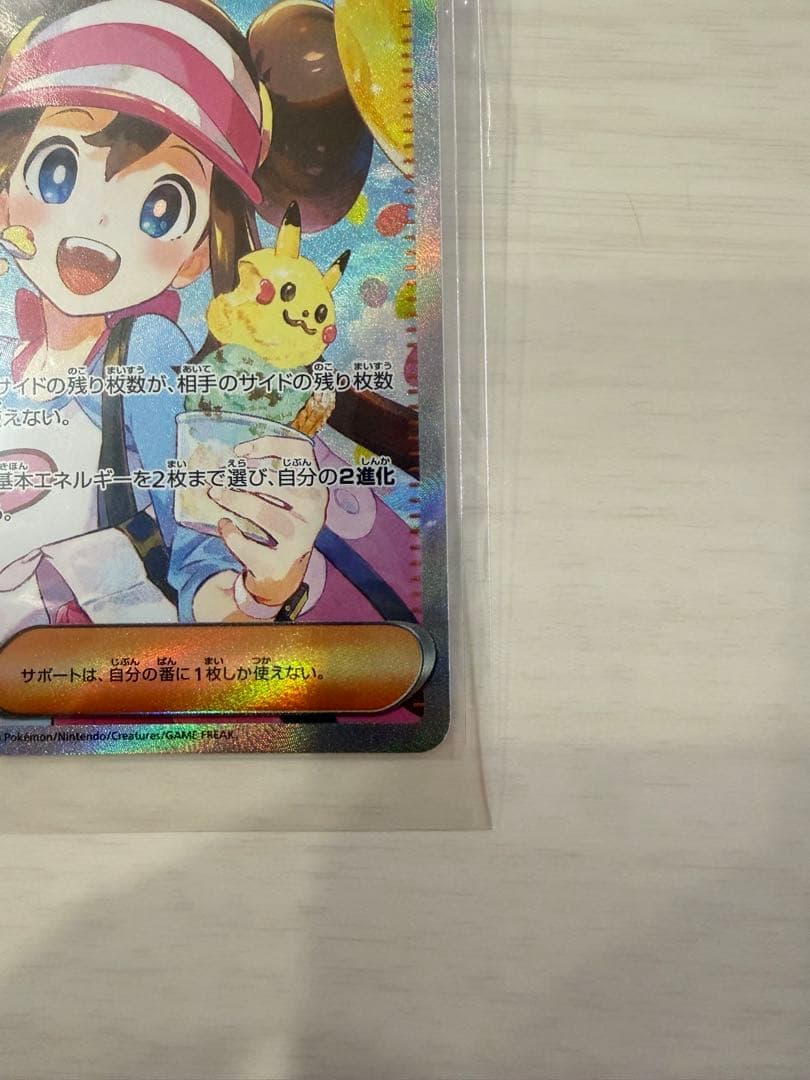 サイドの残り枚数が、相手のサイドの残り枚数
えない。
基本エネルギーを2枚まで選び、自分の2進化
。
サポートは、自分の番に1枚しか使えない。
Pokémon/Nintendo/Creatures/GAME FREAK